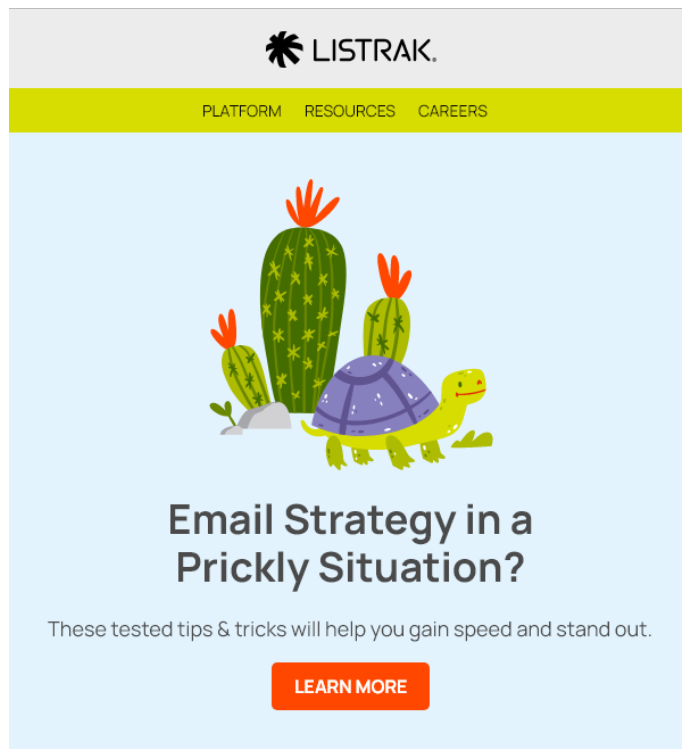 LISTRAK.
PLATFORM RESOURCES CAREERS
Email Strategy in a
Prickly Situation?
These tested tips & tricks will help you gain speed and stand out.
LEARN MORE